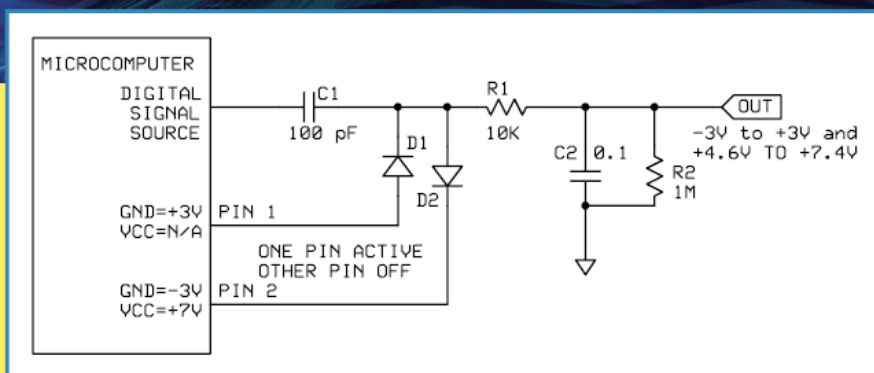 MICROCOMPUTER
DIGITAL
SIGNAL
SOURCE
C1
100 pF
R1
10K
OUT
-3V to +3V and
+4.6V TO +7.4V
D1
D2
C2 0.1
R2
1M
GND=+3V PIN 1
VCC=N/A
ONE PIN ACTIVE
OTHER PIN OFF
GND=-3V PIN 2
VCC=+7V